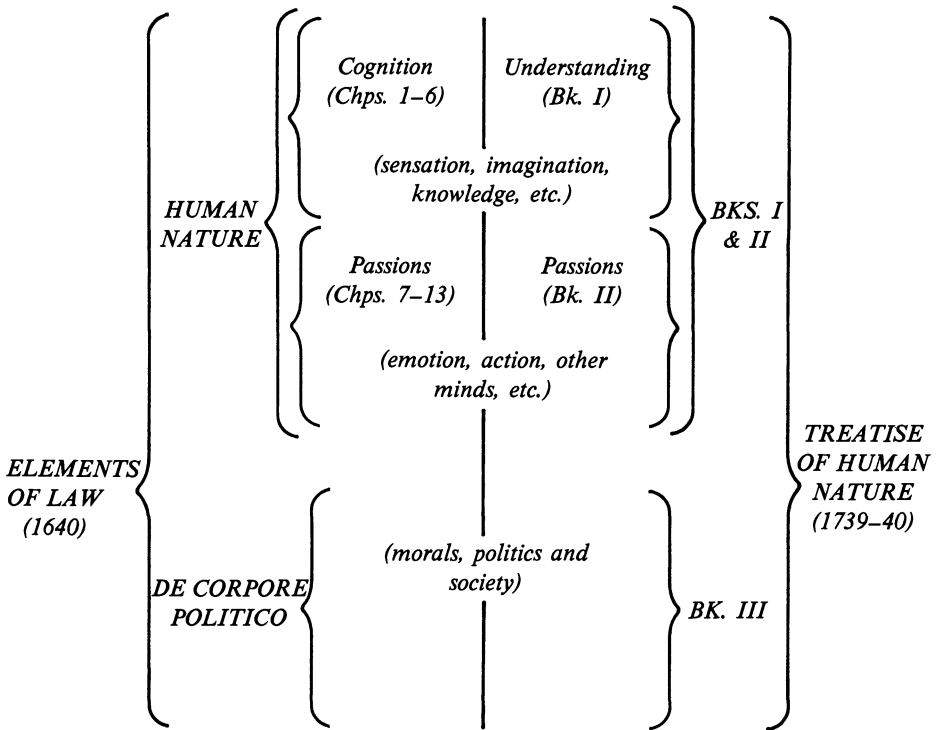 Cognition
(Chps. 1–6)
Understanding
(Bk. I)
(sensation, imagination,
knowledge, etc.)
HUMAN
NATURE
BKS. I
& II
Passions
(Chps. 7–13)
Passions
(Bk. II)
(emotion, action, other
minds, etc.)
ELEMENTS
OF LAW
(1640)
TREATISE
OF HUMAN
NATURE
(1739–40)
(morals, politics and
society)
DE CORPORE
POLITICO
BK. III